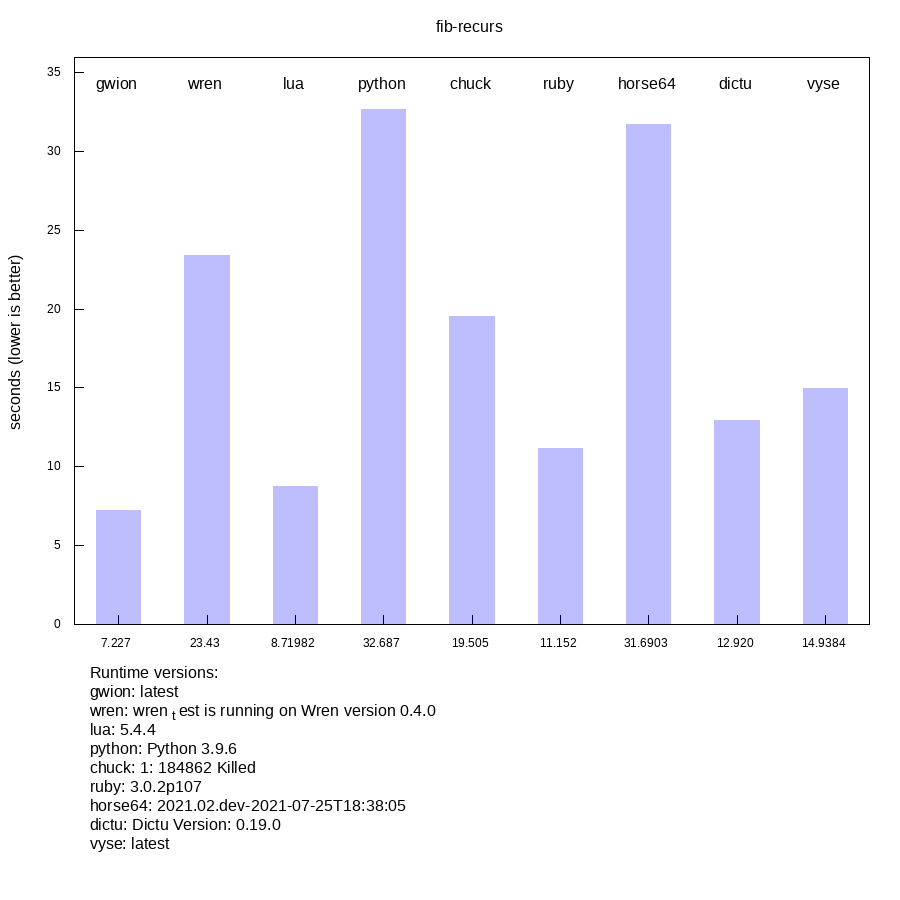 fib-recurs
gwion wren lua python chuck ruby horse64 dictu vyse
35
30
25
20
15
10
5
0
seconds (lower is better)
7.227 23.43 8.71982 32.687 19.505 11.152 31.6903 12.920 14.9384
Runtime versions:
gwion: latest
wren: wren test is running on Wren version 0.4.0
lua: 5.4.4
python: Python 3.9.6
chuck: 1: 184862 Killed
ruby: 3.0.2p107
horse64: 2021.02.dev-2021-07-25T18:38:05
dictu: Dictu Version: 0.19.0
vyse: latest